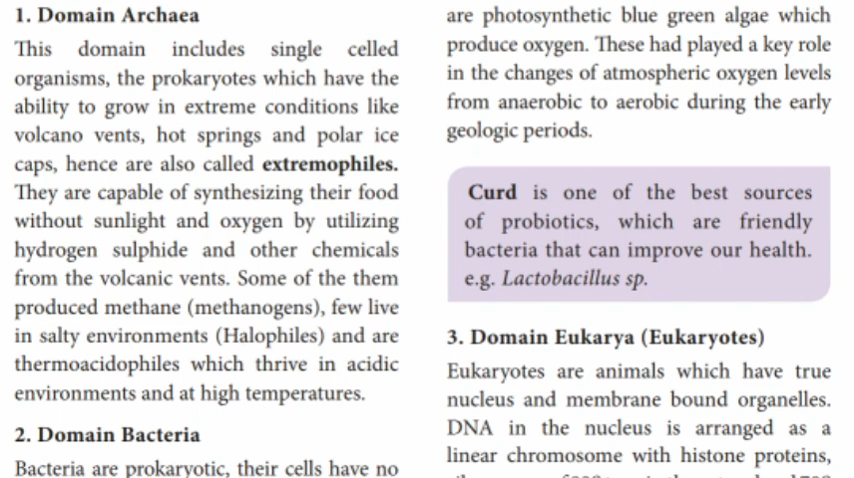 1. Domain Archaea
This domain includes single celled
organisms, the prokaryotes which have the
ability to grow in extreme conditions like
volcano vents, hot springs and polar ice
caps, hence are also called extremophiles.
They are capable of synthesizing their food
without sunlight and oxygen by utilizing
hydrogen sulphide and other chemicals
from the volcanic vents. Some of the them
produced methane (methanogens), few live
in salty environments (Halophiles) and are
thermoacidophiles which thrive in acidic
environments and at high temperatures.
2. Domain Bacteria
Bacteria are prokaryotic, their cells have no
are photosynthetic blue green algae which
produce oxygen. These had played a key role
in the changes of atmospheric oxygen levels
from anaerobic to aerobic during the early
geologic periods.
Curd is one of the best sources
of probiotics, which are friendly
bacteria that can improve our health.
e.g. Lactobacillus sp.
3. Domain Eukarya (Eukaryotes)
Eukaryotes are animals which have true
nucleus and membrane bound organelles.
DNA in the nucleus is arranged as a
linear chromosome with histone proteins,